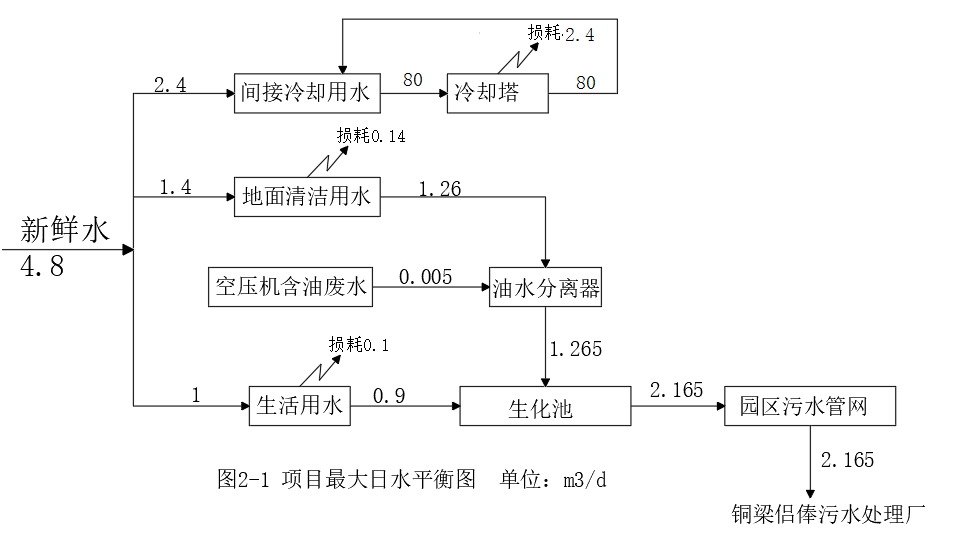 损耗2.4
2.4
间接冷却用水
80
冷却塔
80
损耗0.14
1.4
地面清洁用水
1.26
新鲜水
4.8
空压机含油废水
0.005
油水分离器
损耗0.1
1.265
1
生活用水
0.9
生化池
2.165
园区污水管网
2.165
图2-1 项目最大日水平衡图 单位：m3/d
铜梁侣俸污水处理厂